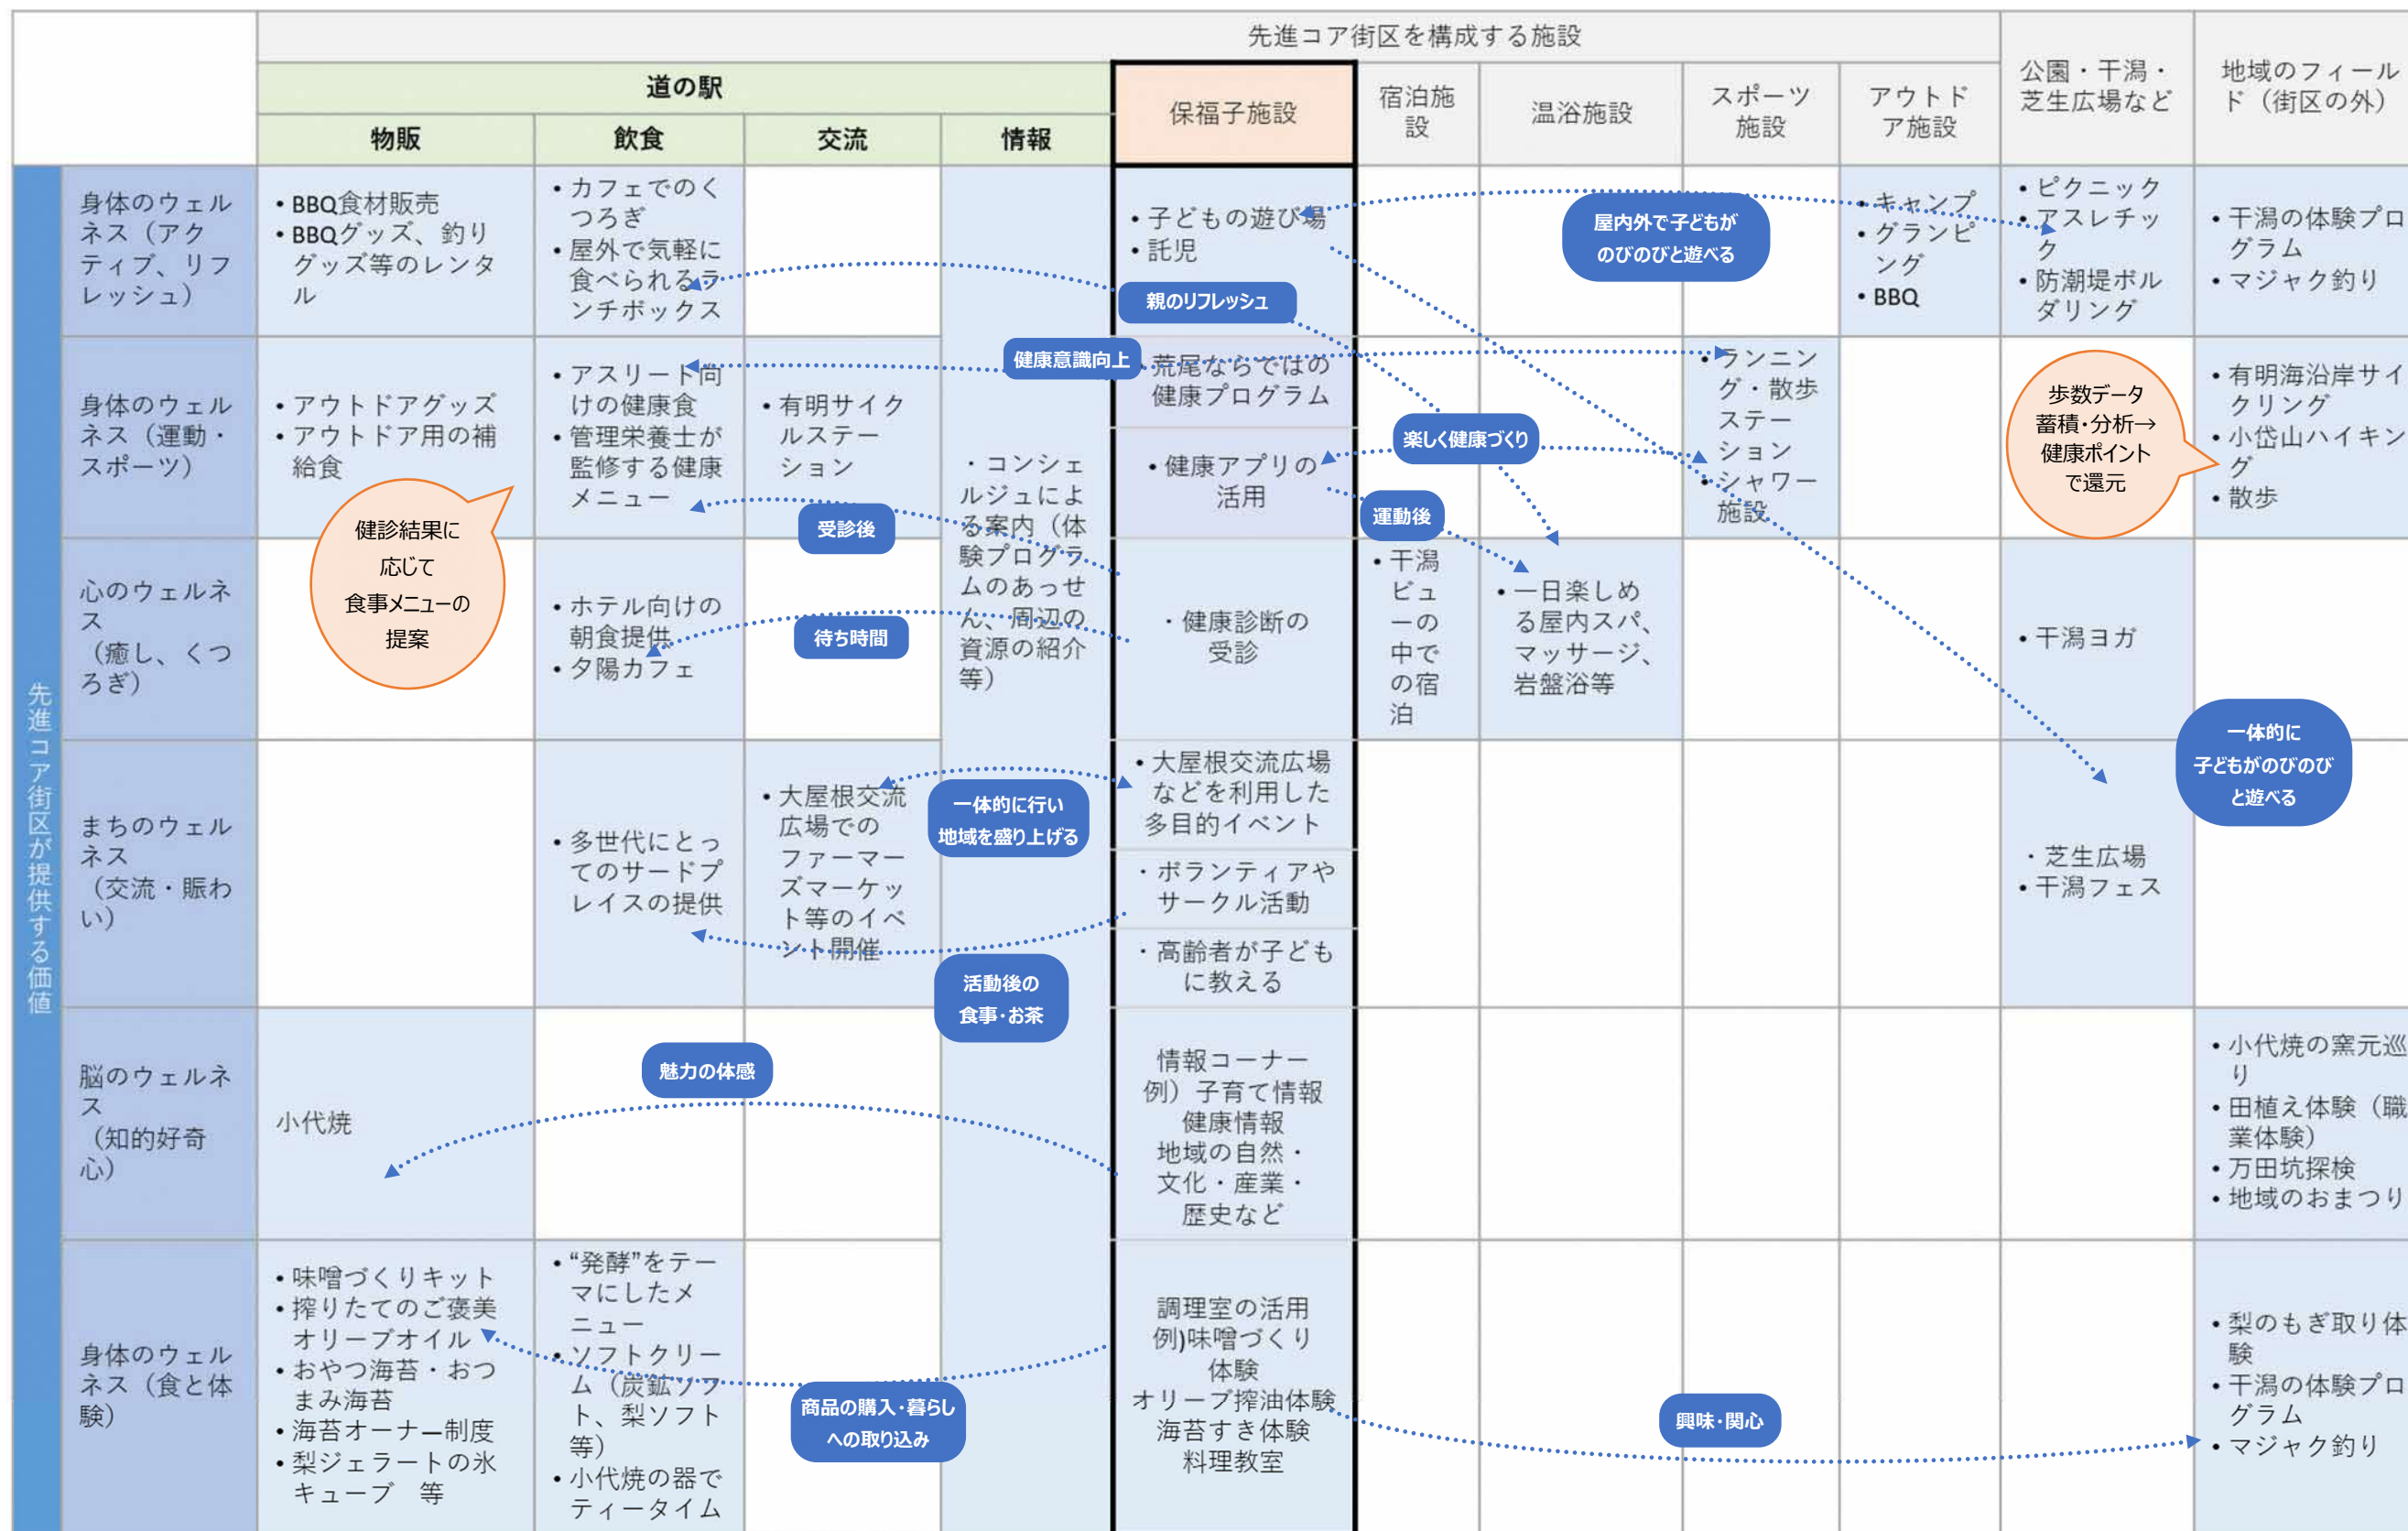 先進コア街区を構成する施設
公園・干潟・
芝生広場など
地域のフィール
ド（街区の外）
道の駅
保福子施設
宿泊施
設
温浴施設
スポーツ
施設
アウトド
ア施設
物販
飲食
交流
情報
先進コア街区が提供する価値
身体のウェル
ネス（アク
ティブ、リフ
レッシュ）
• BBQ食材販売
• BBQグッズ、釣り
グッズ等のレンタ
ル
• カフェでのく
つろぎ
• 屋外で気軽に
食べられるラ
ンチボックス
• 子どもの遊び場
• 託児
親のリフレッシュ
屋内外で子どもが
のびのびと遊べる
• キャンプ
• グランピ
ング
• BBQ
• ピクニック
• アスレチッ
ク
• 防潮堤ボル
ダリング
• 干潟の体験プロ
グラム
• マジャク釣り
身体のウェル
ネス（運動・
スポーツ）
• アウトドアグッズ
• アウトドア用の補
給食
• アスリート向
けの健康食
• 管理栄養士が
監修する健康
メニュー
• 有明サイク
ルステー
ション
健康意識向上
• 荒尾ならではの
健康プログラム
• 健康アプリの
活用
楽しく健康づくり
運動後
• ランニン
グ・散歩
ステー
ション
• シャワー
施設
歩数データ
蓄積・分析→
健康ポイント
で還元
• 有明海沿岸サイ
クリング
• 小岱山ハイキン
グ
• 散歩
・コンシェ
ルジュによ
る案内（体
験プログラ
ムのあっせ
ん、周辺の
資源の紹介
等）
健診結果に
応じて
食事メニューの
提案
受診後
心のウェルネ
ス
（癒し、くつ
ろぎ）
• ホテル向けの
朝食提供
• 夕陽カフェ
待ち時間
・健康診断の
受診
• 干潟
ビュ
ーの
中で
の宿
泊
• 一日楽しめ
る屋内スパ、
マッサージ、
岩盤浴等
• 干潟ヨガ
一体的に
子どもがのびのび
と遊べる
まちのウェル
ネス
（交流・賑わ
い）
• 多世代にとっ
てのサードプ
レイスの提供
• 大屋根交流
広場での
ファーマー
ズマーケッ
ト等のイベ
ント開催
一体的に行い
地域を盛り上げる
• 大屋根交流広場
などを利用した
多目的イベント
・ボランティアや
サークル活動
・高齢者が子ども
に教える
・芝生広場
• 干潟フェス
活動後の
食事・お茶
脳のウェルネ
ス
（知的好奇
心）
小代焼
魅力の体感
情報コーナー
例）子育て情報
健康情報
地域の自然・
文化・産業・
歴史など
• 小代焼の窯元巡
り
• 田植え体験（職
業体験）
• 万田坑探検
• 地域のおまつり
身体のウェル
ネス（食と体
験）
• 味噌づくりキット
• 搾りたてのご褒美
オリーブオイル
• おやつ海苔・おつ
まみ海苔
• 海苔オーナー制度
• 梨ジェラートの氷
キューブ　等
• “発酵”をテー
マにしたメ
ニュー
• ソフトクリー
ム（炭鉱ソフ
ト、梨ソフト
等）
• 小代焼の器で
ティータイム
商品の購入・暮らし
への取り込み
調理室の活用
例)味噌づくり
体験
オリーブ搾油体験
海苔すき体験
料理教室
興味・関心
• 梨のもぎ取り体
験
• 干潟の体験プロ
グラム
• マジャク釣り